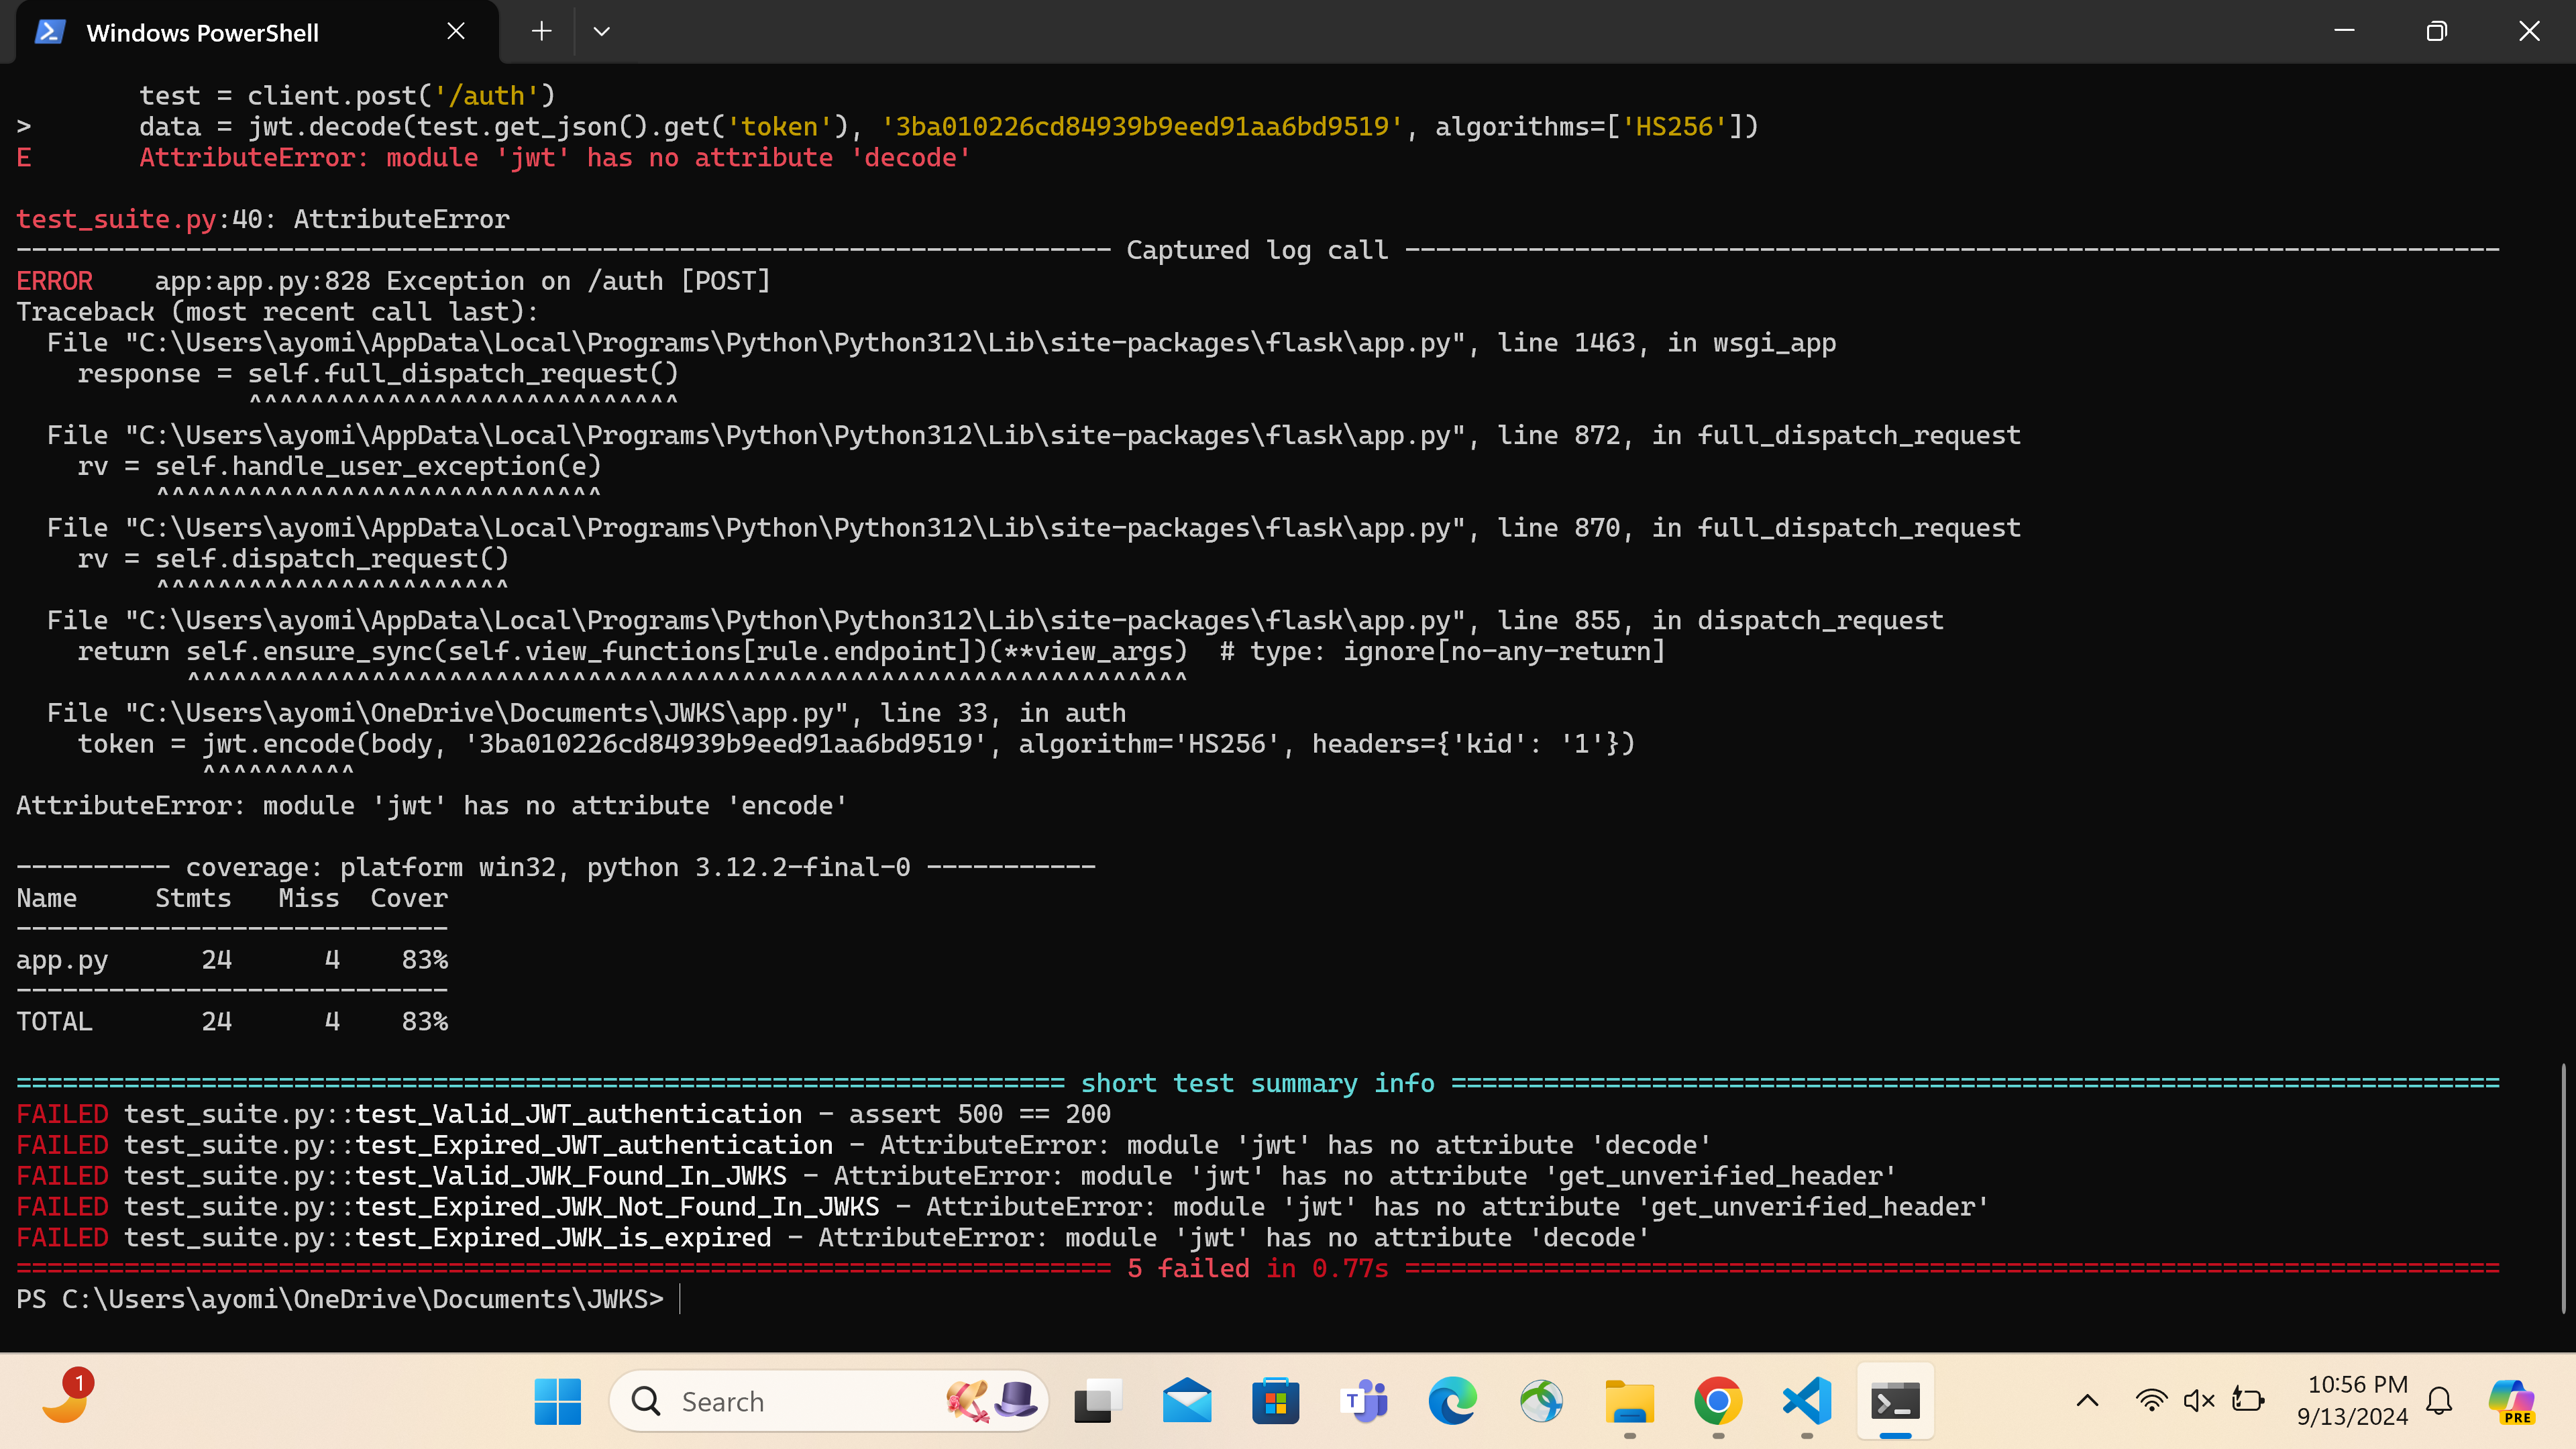 Windows PowerShell
test = client.post('/auth')
>       data = jwt.decode(test.get_json().get('token'), '3ba010226cd84939b9eed91aa6bd9519', algorithms=['HS256'])
E       AttributeError: module 'jwt' has no attribute 'decode'
test_suite.py:40: AttributeError
----------------------------------------------------------------------- Captured log call -----------------------------------------------------------------------
ERROR    app:app.py:828 Exception on /auth [POST]
Traceback (most recent call last):
  File "C:\Users\ayomi\AppData\Local\Programs\Python\Python312\Lib\site-packages\flask\app.py", line 1463, in wsgi_app
    response = self.full_dispatch_request()
               ^^^^^^^^^^^^^^^^^^^^^^^^^^^^
  File "C:\Users\ayomi\AppData\Local\Programs\Python\Python312\Lib\site-packages\flask\app.py", line 872, in full_dispatch_request
    rv = self.handle_user_exception(e)
         ^^^^^^^^^^^^^^^^^^^^^^^^^^^^^
  File "C:\Users\ayomi\AppData\Local\Programs\Python\Python312\Lib\site-packages\flask\app.py", line 870, in full_dispatch_request
    rv = self.dispatch_request()
         ^^^^^^^^^^^^^^^^^^^^^^^
  File "C:\Users\ayomi\AppData\Local\Programs\Python\Python312\Lib\site-packages\flask\app.py", line 855, in dispatch_request
    return self.ensure_sync(self.view_functions[rule.endpoint])(**view_args)  # type: ignore[no-any-return]
           ^^^^^^^^^^^^^^^^^^^^^^^^^^^^^^^^^^^^^^^^^^^^^^^^^^^^^^^^^^^^^^^^^
  File "C:\Users\ayomi\OneDrive\Documents\JWKS\app.py", line 33, in auth
    token = jwt.encode(body, '3ba010226cd84939b9eed91aa6bd9519', algorithm='HS256', headers={'kid': '1'})
            ^^^^^^^^^^
AttributeError: module 'jwt' has no attribute 'encode'
---------- coverage: platform win32, python 3.12.2-final-0 -----------
Name     Stmts   Miss  Cover
----------------------------
app.py      24      4    83%
----------------------------
TOTAL       24      4    83%
==================================================================== short test summary info ====================================================================
FAILED test_suite.py::test_Valid_JWT_authentication - assert 500 == 200
FAILED test_suite.py::test_Expired_JWT_authentication - AttributeError: module 'jwt' has no attribute 'decode'
FAILED test_suite.py::test_Valid_JWK_Found_In_JWKS - AttributeError: module 'jwt' has no attribute 'get_unverified_header'
FAILED test_suite.py::test_Expired_JWK_Not_Found_In_JWKS - AttributeError: module 'jwt' has no attribute 'get_unverified_header'
FAILED test_suite.py::test_Expired_JWK_is_expired - AttributeError: module 'jwt' has no attribute 'decode'
======================================================================= 5 failed in 0.77s =======================================================================
PS C:\Users\ayomi\OneDrive\Documents\JWKS>
1
Search
T
10:56 PM
9/13/2024
PRE